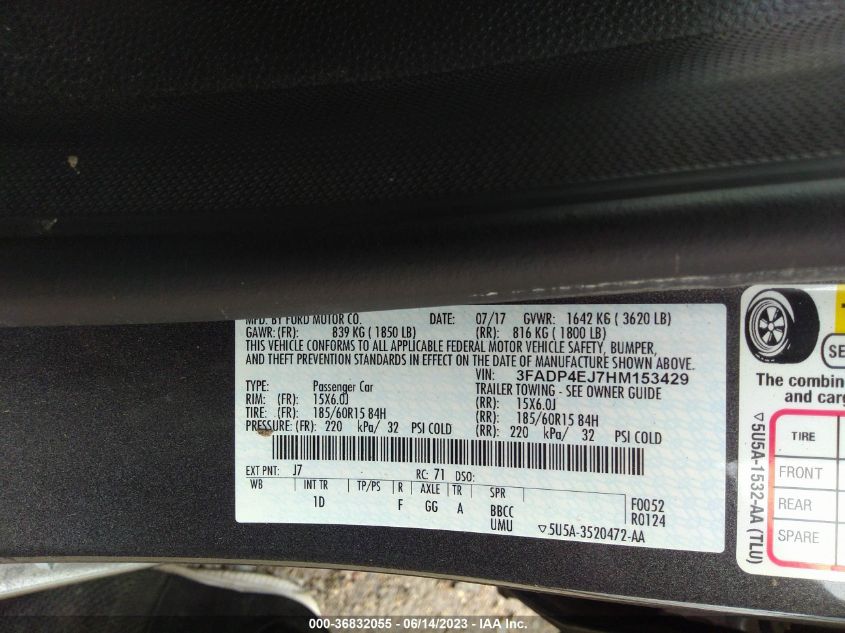 MFD. BY FORD MOTOR CO. DATE: 07/17 GVWR: 1642 KG ( 3620 LB)
GAWR: (FR): 839 KG ( 1850 LB) (RR): 816 KG ( 1800 LB)
THIS VEHICLE CONFORMS TO ALL APPLICABLE FEDERAL MOTOR VEHICLE SAFETY, BUMPER,
AND THEFT PREVENTION STANDARDS IN EFFECT ON THE DATE OF MANUFACTURE SHOWN ABOVE.
VIN: 3FADP4EJ7HM153429
TYPE: Passenger Car TRAILER TOWING - SEE OWNER GUIDE
RIM: (FR): 15X6.0J (RR): 15X6.0J
TIRE: (FR): 185/60R15 84H (RR): 185/60R15 84H
PRESSURE: (FR): 220 kPa/ 32 PSI COLD (RR): 220 kPa/ 32 PSI COLD
EXT PNT: J7 RC: 71 DSO:
WB INT TR TP/PS R AXLE TR SPR
1D F GG A BBCC F0052
UMU R0124
▽5U5A-3520472-AA
The combin
and carg
TIRE
FRONT
REAR
SPARE
▽5U5A-1532-AA (TLU)
000-36832055 - 06/14/2023 - IAA Inc.